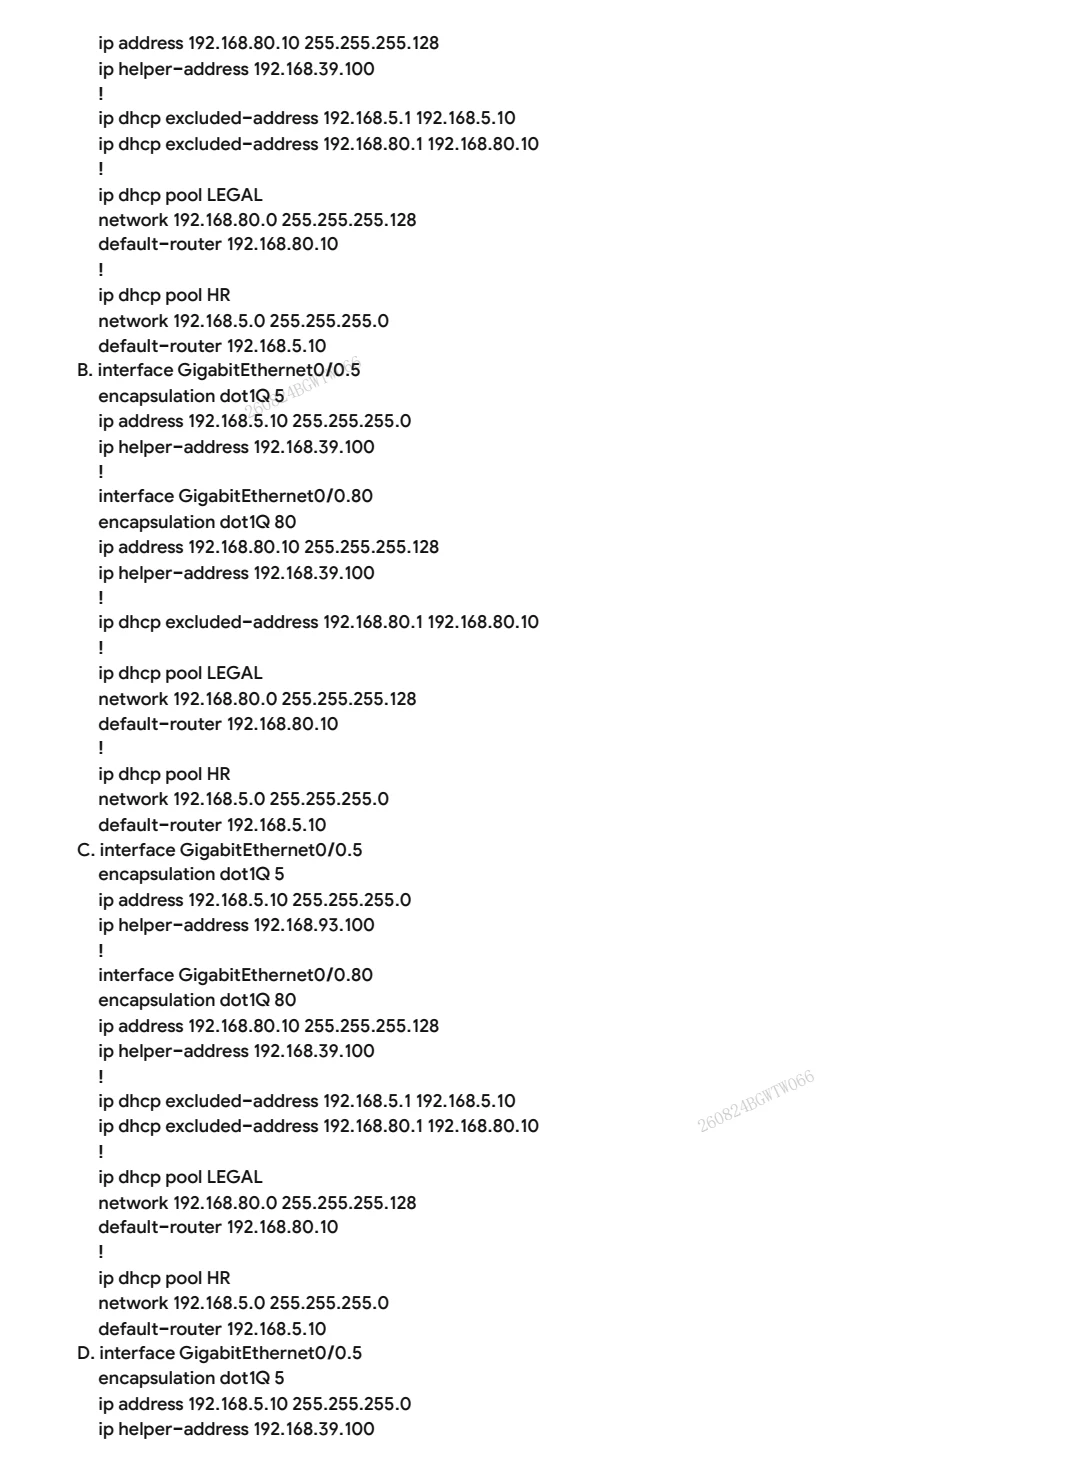 ip address 192.168.80.10 255.255.255.128
ip helper-address 192.168.39.100
!
ip dhcp excluded-address 192.168.5.1 192.168.5.10
ip dhcp excluded-address 192.168.80.1 192.168.80.10
!
ip dhcp pool LEGAL
network 192.168.80.0 255.255.255.128
default-router 192.168.80.10
!
ip dhcp pool HR
network 192.168.5.0 255.255.255.0
default-router 192.168.5.10
B. interface GigabitEthernet0/0.5
encapsulation dot1Q 5
ip address 192.168.5.10 255.255.255.0
ip helper-address 192.168.39.100
!
interface GigabitEthernet0/0.80
encapsulation dot1Q 80
ip address 192.168.80.10 255.255.255.128
ip helper-address 192.168.39.100
!
ip dhcp excluded-address 192.168.80.1 192.168.80.10
!
ip dhcp pool LEGAL
network 192.168.80.0 255.255.255.128
default-router 192.168.80.10
!
ip dhcp pool HR
network 192.168.5.0 255.255.255.0
default-router 192.168.5.10
C. interface GigabitEthernet0/0.5
encapsulation dot1Q 5
ip address 192.168.5.10 255.255.255.0
ip helper-address 192.168.93.100
!
interface GigabitEthernet0/0.80
encapsulation dot1Q 80
ip address 192.168.80.10 255.255.255.128
ip helper-address 192.168.39.100
!
ip dhcp excluded-address 192.168.5.1 192.168.5.10
ip dhcp excluded-address 192.168.80.1 192.168.80.10
260824BGWTW066
!
ip dhcp pool LEGAL
network 192.168.80.0 255.255.255.128
default-router 192.168.80.10
!
ip dhcp pool HR
network 192.168.5.0 255.255.255.0
default-router 192.168.5.10
D. interface GigabitEthernet0/0.5
encapsulation dot1Q 5
ip address 192.168.5.10 255.255.255.0
ip helper-address 192.168.39.100